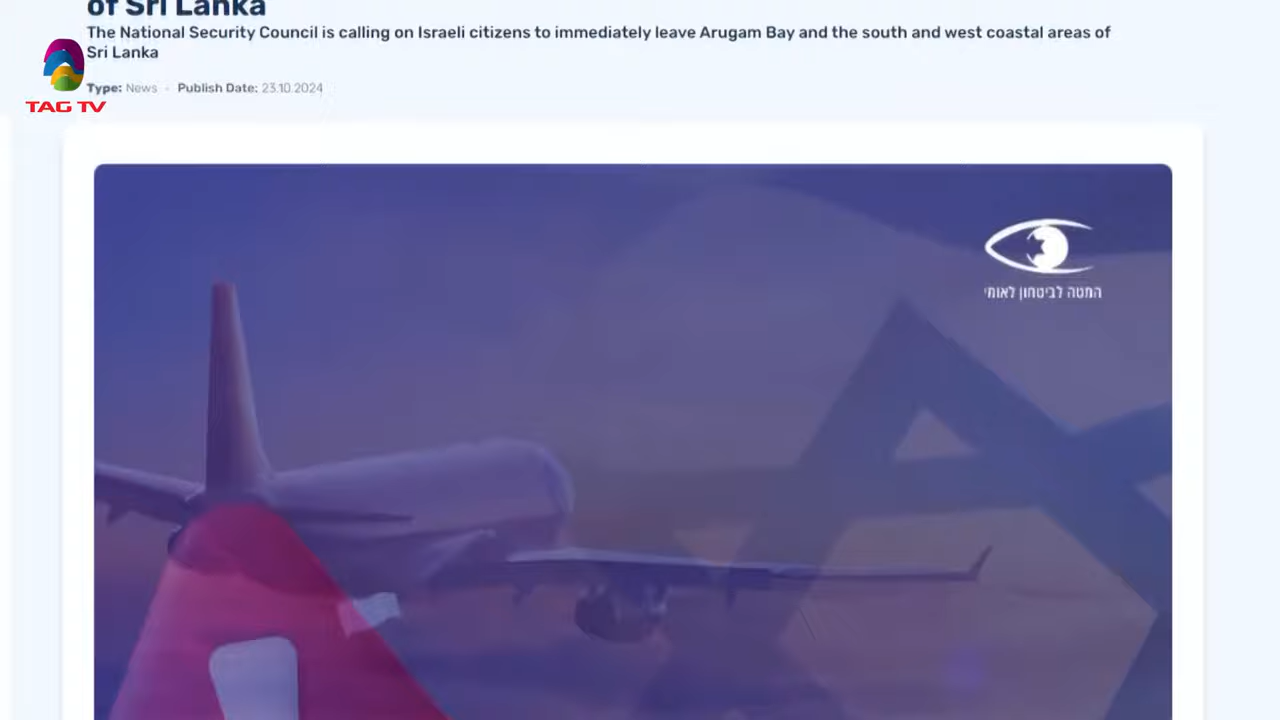 of Sri Lanka
The National Security Council is calling on Israeli citizens to immediately leave Arugam Bay and the south and west coastal areas of
Sri Lanka
TAG TV
Type: News - Publish Date: 23.10.2024
המטה לביטחון לאומי